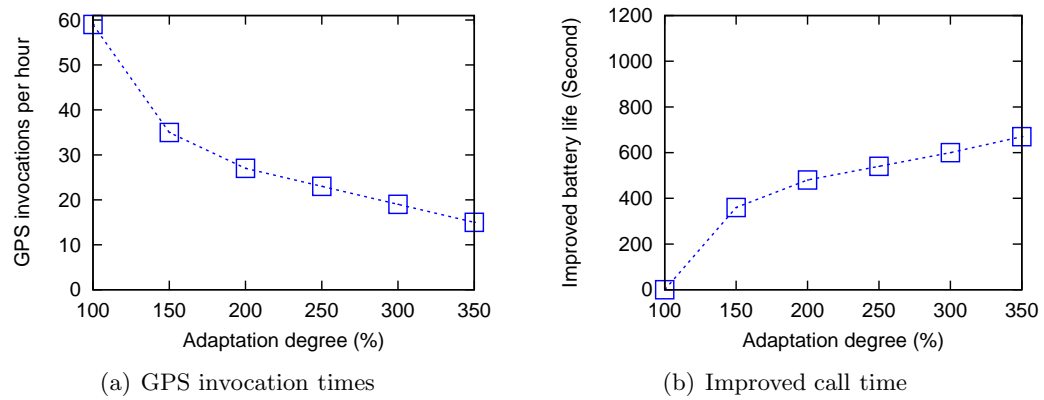 GPS invocations per hour
60
50
40
30
20
10
0
100 150 200 250 300 350
Adaptation degree (%)
(a) GPS invocation times
Improved battery life (Second)
1200
1000
800
600
400
200
0
100 150 200 250 300 350
Adaptation degree (%)
(b) Improved call time